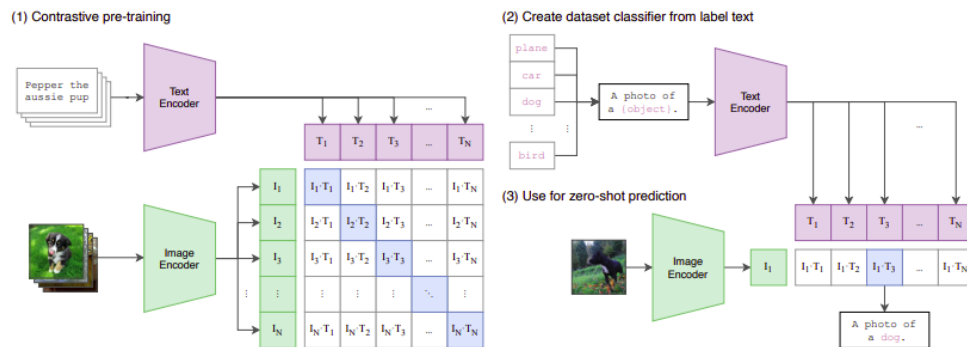 (1) Contrastive pre-training
Pepper the
aussie pup
Text
Encoder
...
T1 T2 T3 ... TN
Image
Encoder
I1 I1·T1 I1·T2 I1·T3 ... I1·TN
I2 I2·T1 I2·T2 I2·T3 ... I2·TN
I3 I3·T1 I3·T2 I3·T3 ... I3·TN
⋮ ⋮ ⋮ ⋮ ⋮ ⋱ ⋮
IN IN·T1 IN·T2 IN·T3 ... IN·TN
(2) Create dataset classifier from label text
plane
car
dog
⋮ ⋮
bird
A photo of
a {object}.
Text
Encoder
...
(3) Use for zero-shot prediction
T1 T2 T3 ... TN
Image
Encoder
I1 I1·T1 I1·T2 I1·T3 ... I1·TN
A photo of
a dog.